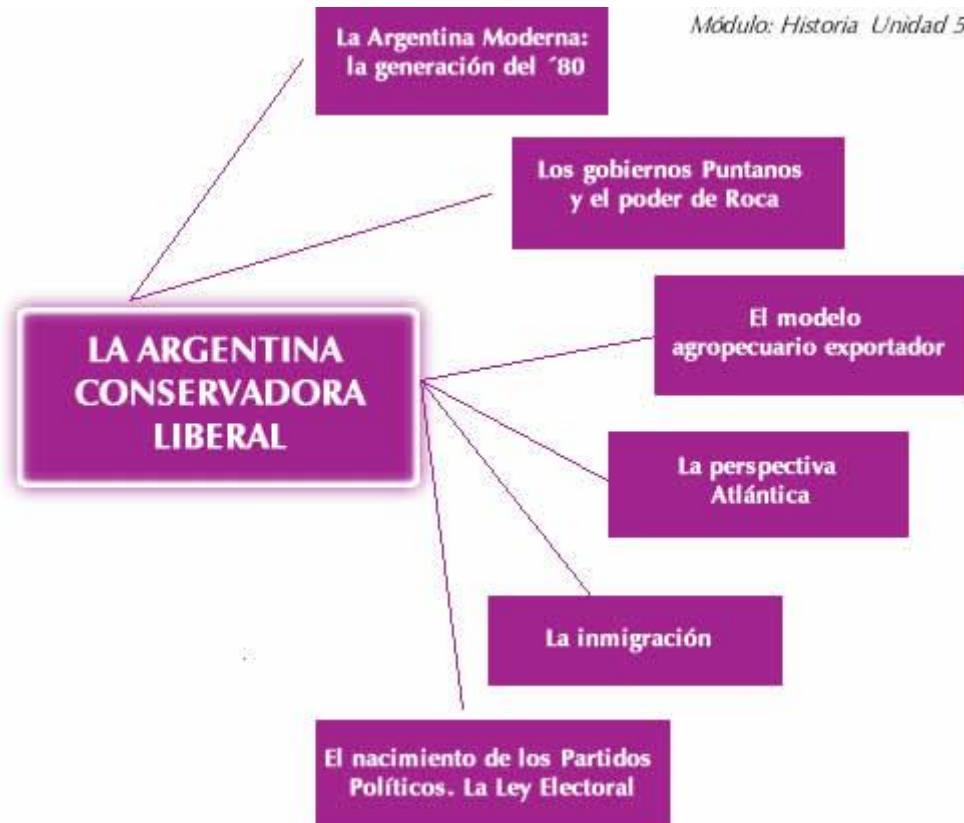 Módulo: Historia Unidad 5
La Argentina Moderna:
la generación del ´80
Los gobiernos Puntanos
y el poder de Roca
El modelo
agropecuario exportador
LA ARGENTINA
CONSERVADORA
LIBERAL
La perspectiva
Atlántica
La inmigración
El nacimiento de los Partidos
Políticos. La Ley Electoral